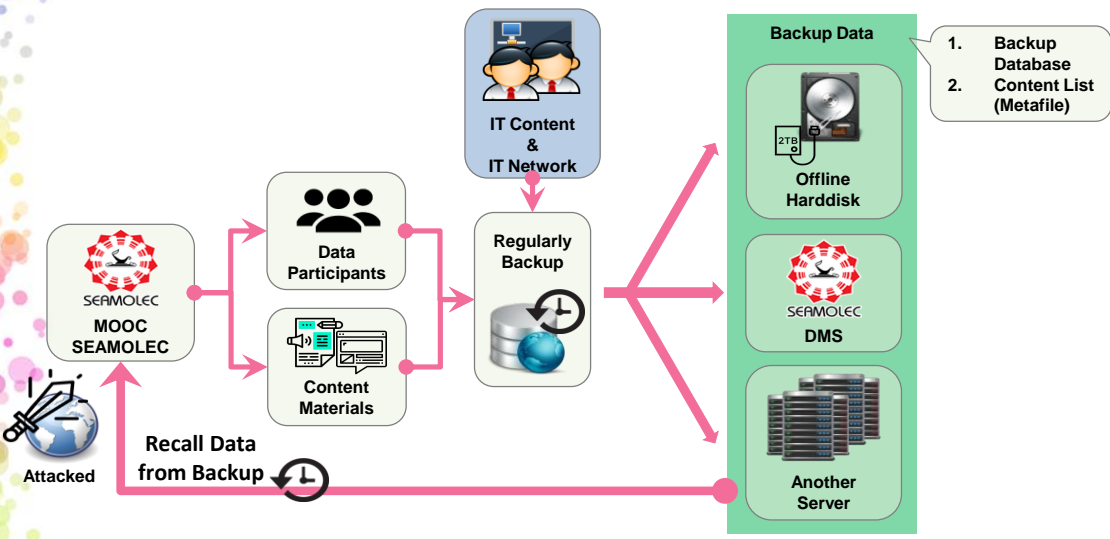 IT Content
&
IT Network
Backup Data
1. Backup
Database
2. Content List
(Metafile)
2TB
Offline
Harddisk
Data
Participants
Regularly
Backup
SEAMOLEC
MOOC
SEAMOLEC
SEAMOLEC
DMS
Content
Materials
Attacked
Recall Data
from Backup
Another
Server